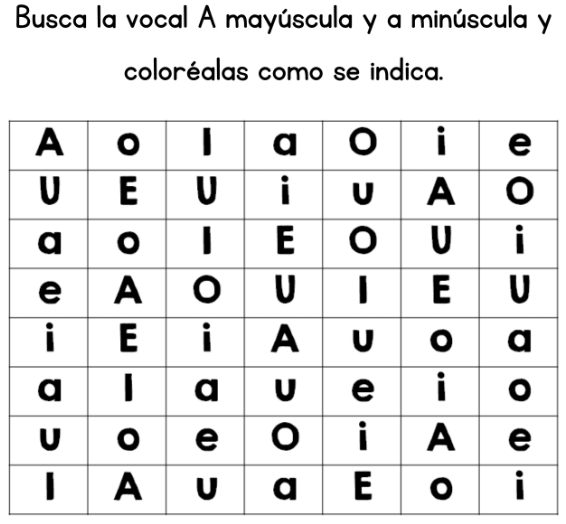 Busca la vocal A mayúscula y a minúscula y
coloréalas como se indica.
A o I a O i e
U E U i u A O
a o I E O U i
e A O U I E U
i E i A u o a
a I a u e i o
u o e O i A e
I A u a E o i